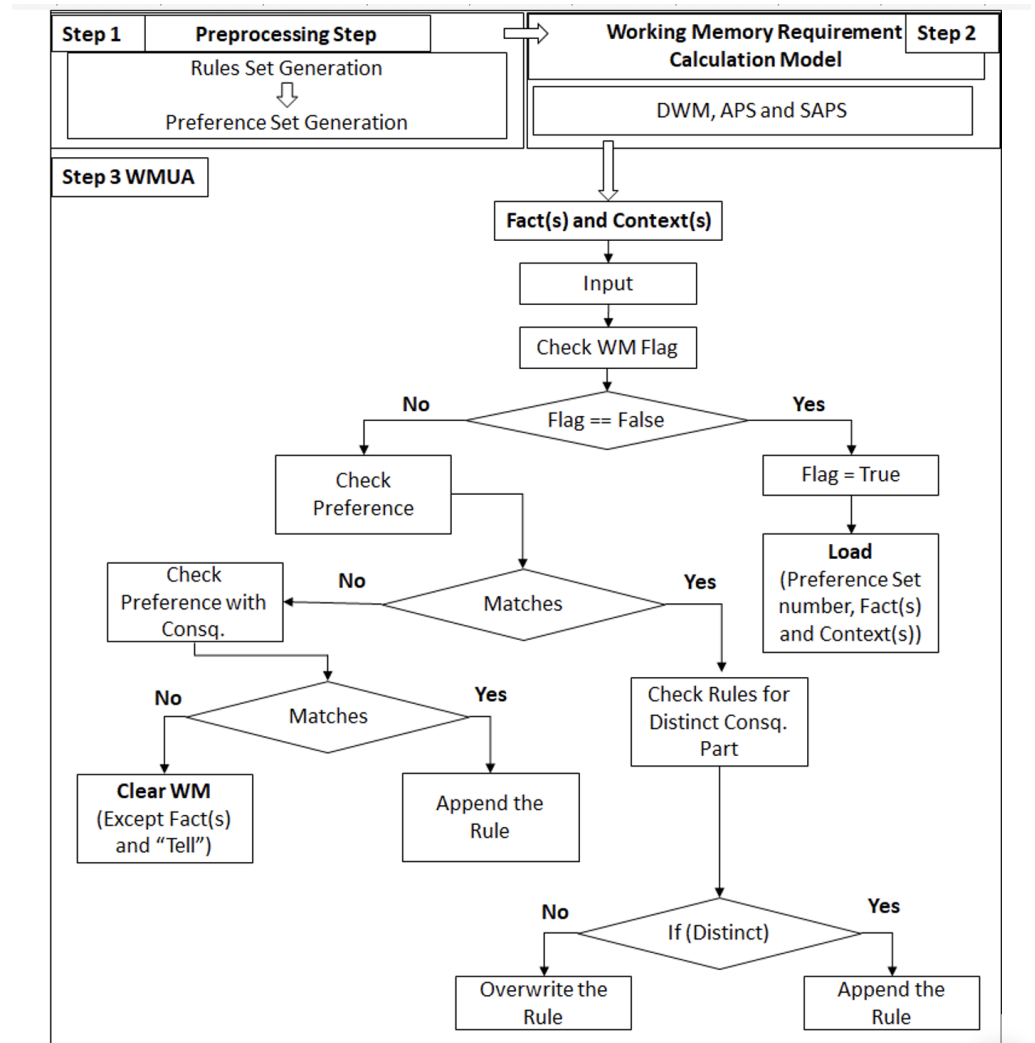 Step 1
Preprocessing Step
Rules Set Generation
Preference Set Generation
Working Memory Requirement
Calculation Model
Step 2
DWM, APS and SAPS
Step 3 WMUA
Fact(s) and Context(s)
Input
Check WM Flag
No
Flag == False
Yes
Check
Preference
Flag = True
Load
(Preference Set
number, Fact(s)
and Context(s))
Check
Preference with
Consq.
No
Matches
Yes
No
Matches
Yes
Check Rules for
Distinct Consq.
Part
Clear WM
(Except Fact(s)
and “Tell”)
Append the
Rule
No
If (Distinct)
Yes
Overwrite the
Rule
Append the
Rule